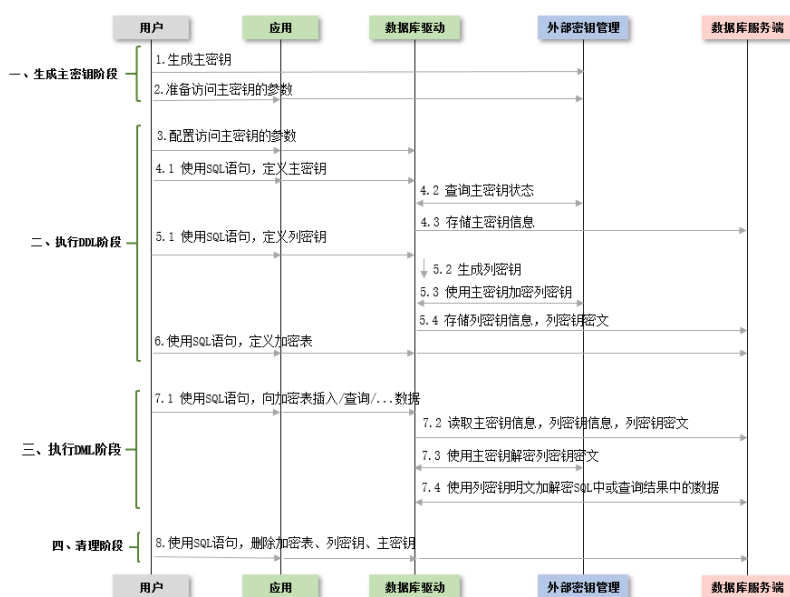 用户 应用 数据库驱动 外部密钥管理 数据库服务端
一、生成主密钥阶段
1.生成主密钥
2.准备访问主密钥的参数
二、执行DDL阶段
3.配置访问主密钥的参数
4.1 使用SQL语句，定义主密钥
4.2 查询主密钥状态
4.3 存储主密钥信息
5.1 使用SQL语句，定义列密钥
5.2 生成列密钥
5.3 使用主密钥加密列密钥
5.4 存储列密钥信息，列密钥密文
6.使用SQL语句，定义加密表
三、执行DML阶段
7.1 使用SQL语句，向加密表插入/查询/...数据
7.2 读取主密钥信息，列密钥信息，列密钥密文
7.3 使用主密钥解密列密钥密文
7.4 使用列密钥明文加解密SQL中或查询结果中的数据
四、清理阶段
8.使用SQL语句，删除加密表、列密钥、主密钥
用户 应用 数据库驱动 外部密钥管理 数据库服务端